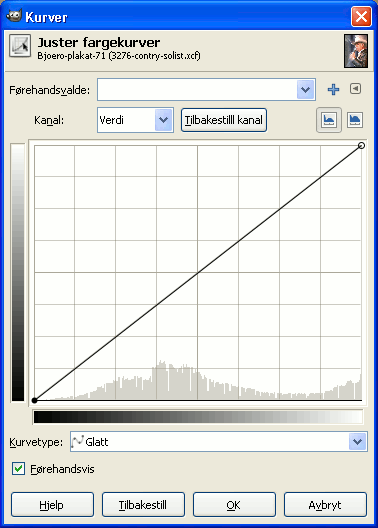 Kurver
Juster fargekurver
Bjoero-plakat-71 (3276-contry-solist.xcf)
Førehandsvalde:
Kanal: Verdi Tilbakestilll kanal
Kurvetype: Glatt
Førehandsvis
Hjelp Tilbakestill OK Avbryt